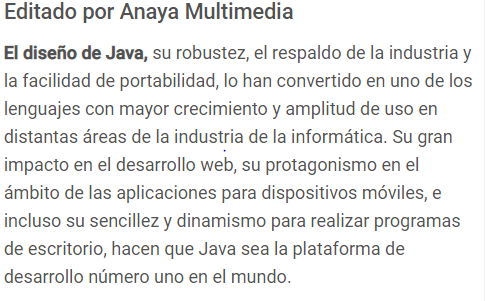 Editado por Anaya Multimedia
El diseño de Java, su robustez, el respaldo de la industria y
la facilidad de portabilidad, lo han convertido en uno de los
lenguajes con mayor crecimiento y amplitud de uso en
distantas áreas de la industria de la informática. Su gran
impacto en el desarrollo web, su protagonismo en el
ámbito de las aplicaciones para dispositivos móviles, e
incluso su sencillez y dinamismo para realizar programas
de escritorio, hacen que Java sea la plataforma de
desarrollo número uno en el mundo.